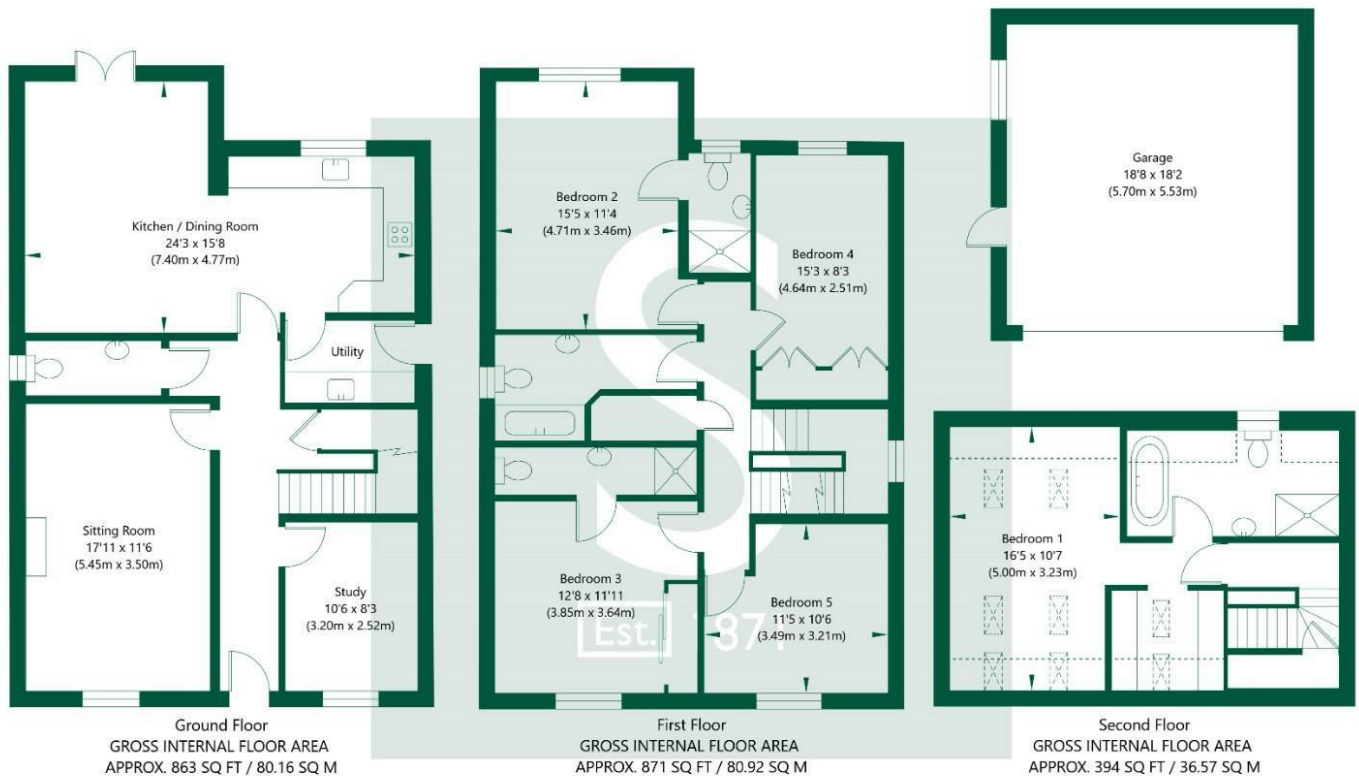 Kitchen / Dining Room
24'3 x 15'8
(7.40m x 4.77m)
Utility
Sitting Room
17'11 x 11'6
(5.45m x 3.50m)
Study
10'6 x 8'3
(3.20m x 2.52m)
Ground Floor
GROSS INTERNAL FLOOR AREA
APPROX. 863 SQ FT / 80.16 SQ M
Bedroom 2
15'5 x 11'4
(4.71m x 3.46m)
Bedroom 4
15'3 x 8'3
(4.64m x 2.51m)
Bedroom 3
12'8 x 11'11
(3.85m x 3.64m)
Bedroom 5
11'5 x 10'6
(3.49m x 3.21m)
S
Est. 1871
First Floor
GROSS INTERNAL FLOOR AREA
APPROX. 871 SQ FT / 80.92 SQ M
Garage
18'8 x 18'2
(5.70m x 5.53m)
Bedroom 1
16'5 x 10'7
(5.00m x 3.23m)
Second Floor
GROSS INTERNAL FLOOR AREA
APPROX. 394 SQ FT / 36.57 SQ M